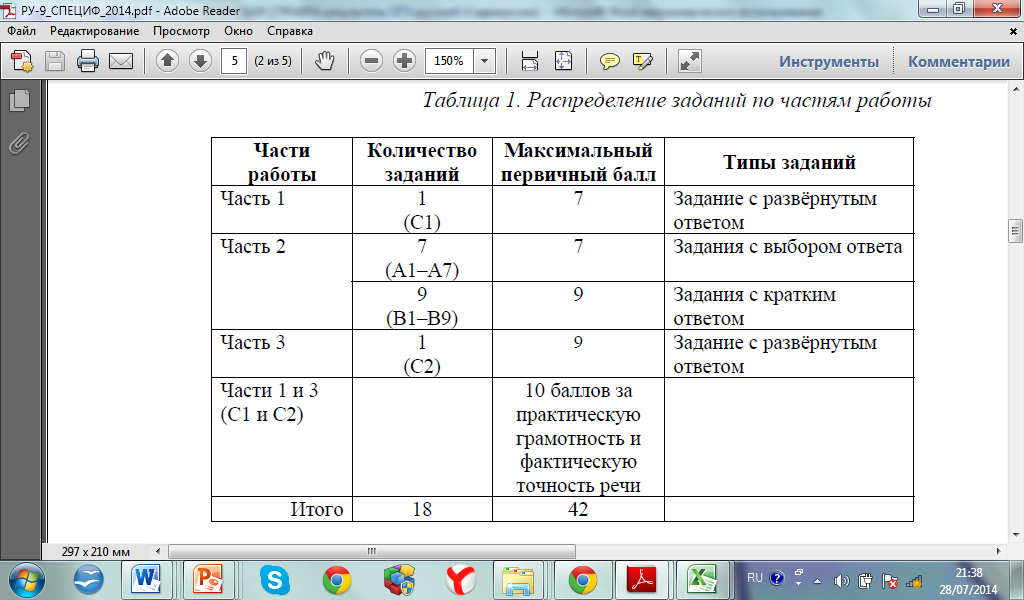 РУ-9_СПЕЦИФ_2014.pdf - Adobe Reader
Файл Редактирование Просмотр Окно Справка
5 (2 из 5) 150% Инструменты Комментарии
Таблица 1. Распределение заданий по частям работы
Части работы
Количество заданий
Максимальный первичный балл
Типы заданий
Часть 1
1
(С1)
7
Задание с развёрнутым
ответом
Часть 2
7
(А1–А7)
7
Задания с выбором ответа
9
(В1–В9)
9
Задания с кратким
ответом
Часть 3
1
(С2)
9
Задание с развёрнутым
ответом
Части 1 и 3
(С1 и С2)
10 баллов за
практическую
грамотность и
фактическую
точность речи
Итого 18 42
297 x 210 мм
RU 21:38
28/07/2014